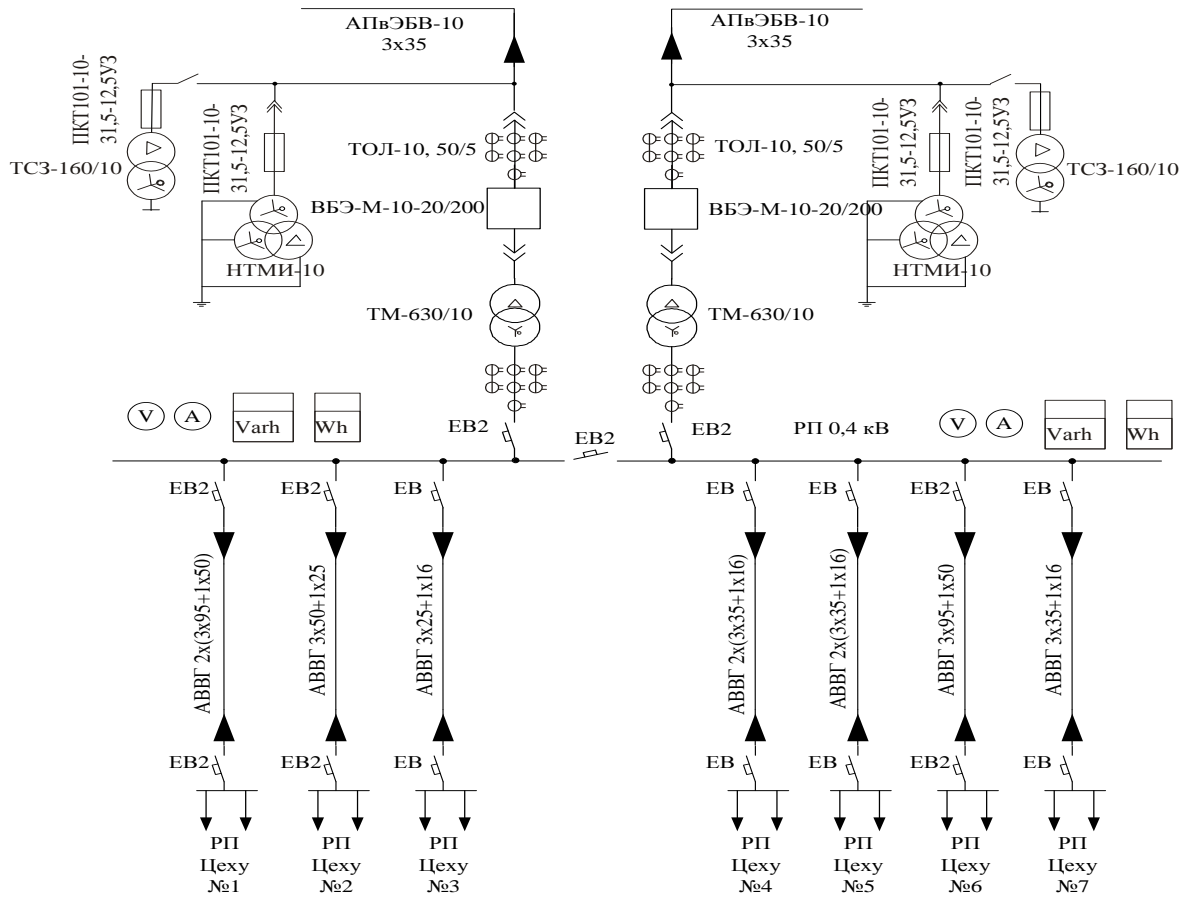 АПвЭБВ-10
3х35
АПвЭБВ-10
3х35
ПКТ101-10-
31,5-12,5УЗ
ПКТ101-10-
31,5-12,5УЗ
ТСЗ-160/10
ТОЛ-10, 50/5
ВБЭ-М-10-20/200
НТМИ-10
ТМ-630/10
ТОЛ-10, 50/5
ВБЭ-М-10-20/200
ПКТ101-10-
31,5-12,5УЗ
ПКТ101-10-
31,5-12,5УЗ
ТСЗ-160/10
НТМИ-10
ТМ-630/10
V
A
Varh
Wh
ЕВ2
ЕВ2
ЕВ2
РП 0,4 кВ
V
A
Varh
Wh
ЕВ2
ЕВ2
ЕВ
ЕВ
ЕВ
ЕВ2
ЕВ
АВВГ 2х(3х95+1х50)
АВВГ 3х50+1х25
АВВГ 3х25+1х16
АВВГ 2х(3х35+1х16)
АВВГ 2х(3х35+1х16)
АВВГ 3х95+1х50
АВВГ 3х35+1х16
ЕВ2
ЕВ2
ЕВ
ЕВ
ЕВ
ЕВ2
ЕВ
РП
Цеху
№1
РП
Цеху
№2
РП
Цеху
№3
РП
Цеху
№4
РП
Цеху
№5
РП
Цеху
№6
РП
Цеху
№7